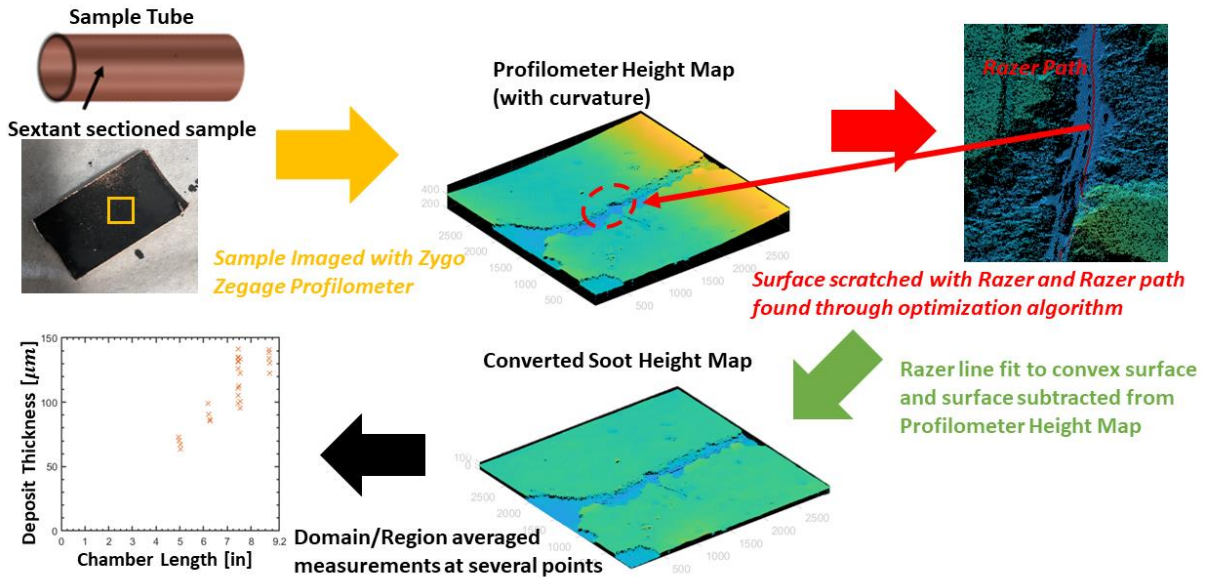 Sample Tube
Sextant sectioned sample
Sample Imaged with Zygo
Zegage Profilometer
Profilometer Height Map
(with curvature)
400
200
2500
2000
1500
1000
500
500
1000
1500
2000
2500
Razer Path
Surface scratched with Razer and Razer path
found through optimization algorithm
Razer line fit to convex surface
and surface subtracted from
Profilometer Height Map
Converted Soot Height Map
100
0
2500
2000
1500
1000
500
500
1000
1500
2000
2500
Domain/Region averaged
measurements at several points
Deposit Thickness [μm]
150
100
50
0
0 1 2 3 4 5 6 7 8 9.2
Chamber Length [in]